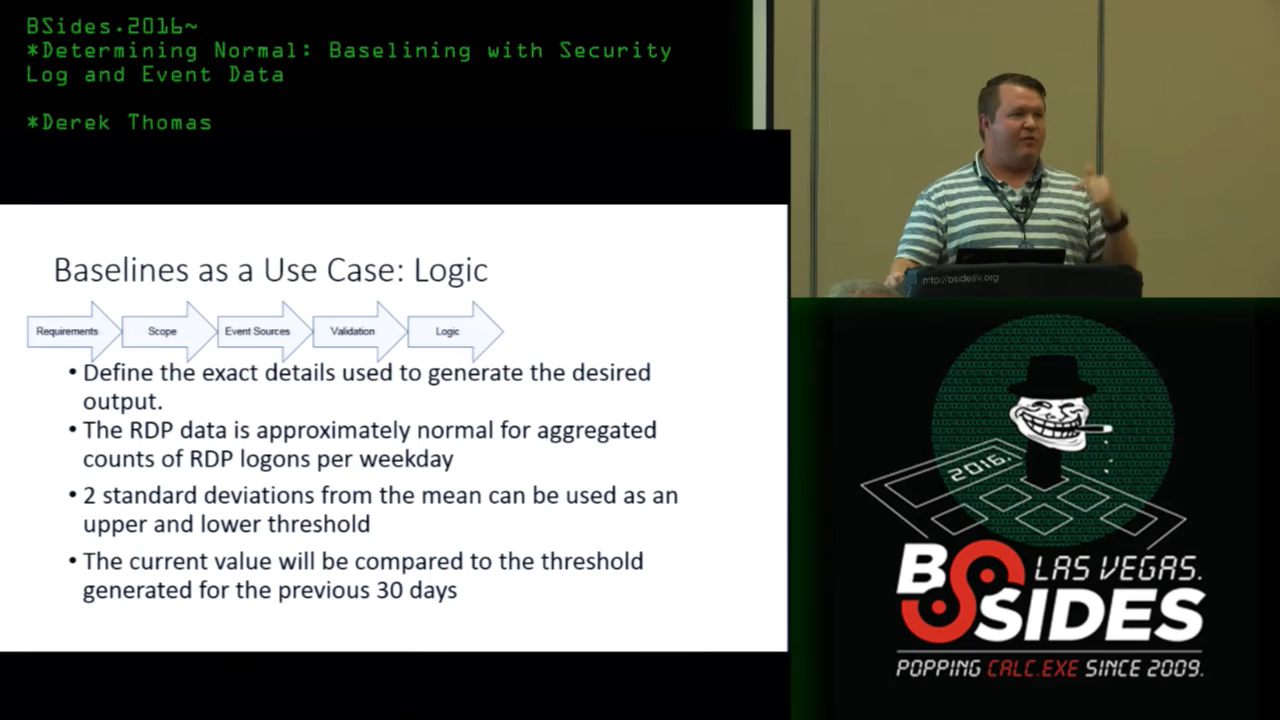 BSides.2016~
*Determining Normal: Baselining with Security
Log and Event Data
*Derek Thomas
Baselines as a Use Case: Logic
Requirements
Scope
Event Sources
Validation
Logic
• Define the exact details used to generate the desired
output.
• The RDP data is approximately normal for aggregated
counts of RDP logons per weekday
• 2 standard deviations from the mean can be used as an
upper and lower threshold
• The current value will be compared to the threshold
generated for the previous 30 days
http://bsideslv.org
2016.
BSIDES
LAS VEGAS.
POPPING CALC.EXE SINCE 2009.